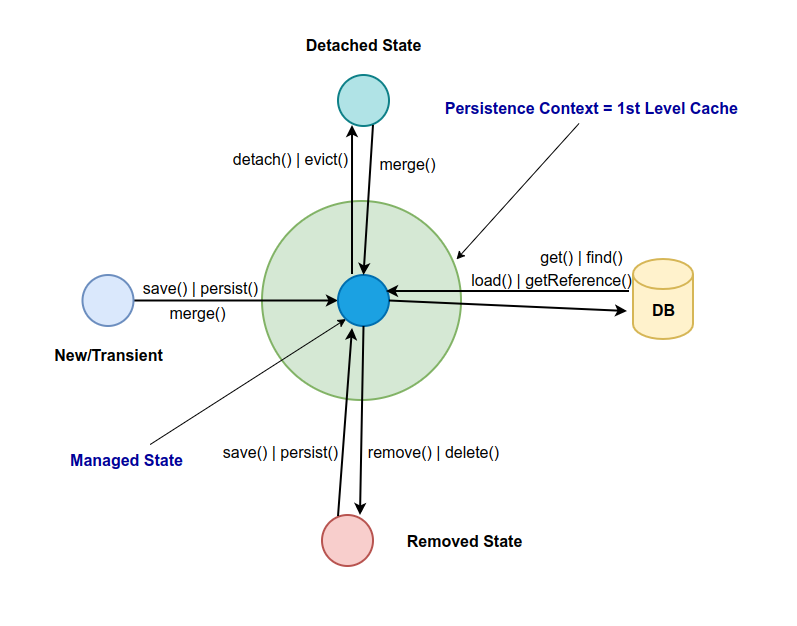 Detached State
Persistence Context = 1st Level Cache
detach() | evict()
merge()
get() | find()
load() | getReference()
save() | persist()
merge()
DB
New/Transient
Managed State
save() | persist()
remove() | delete()
Removed State